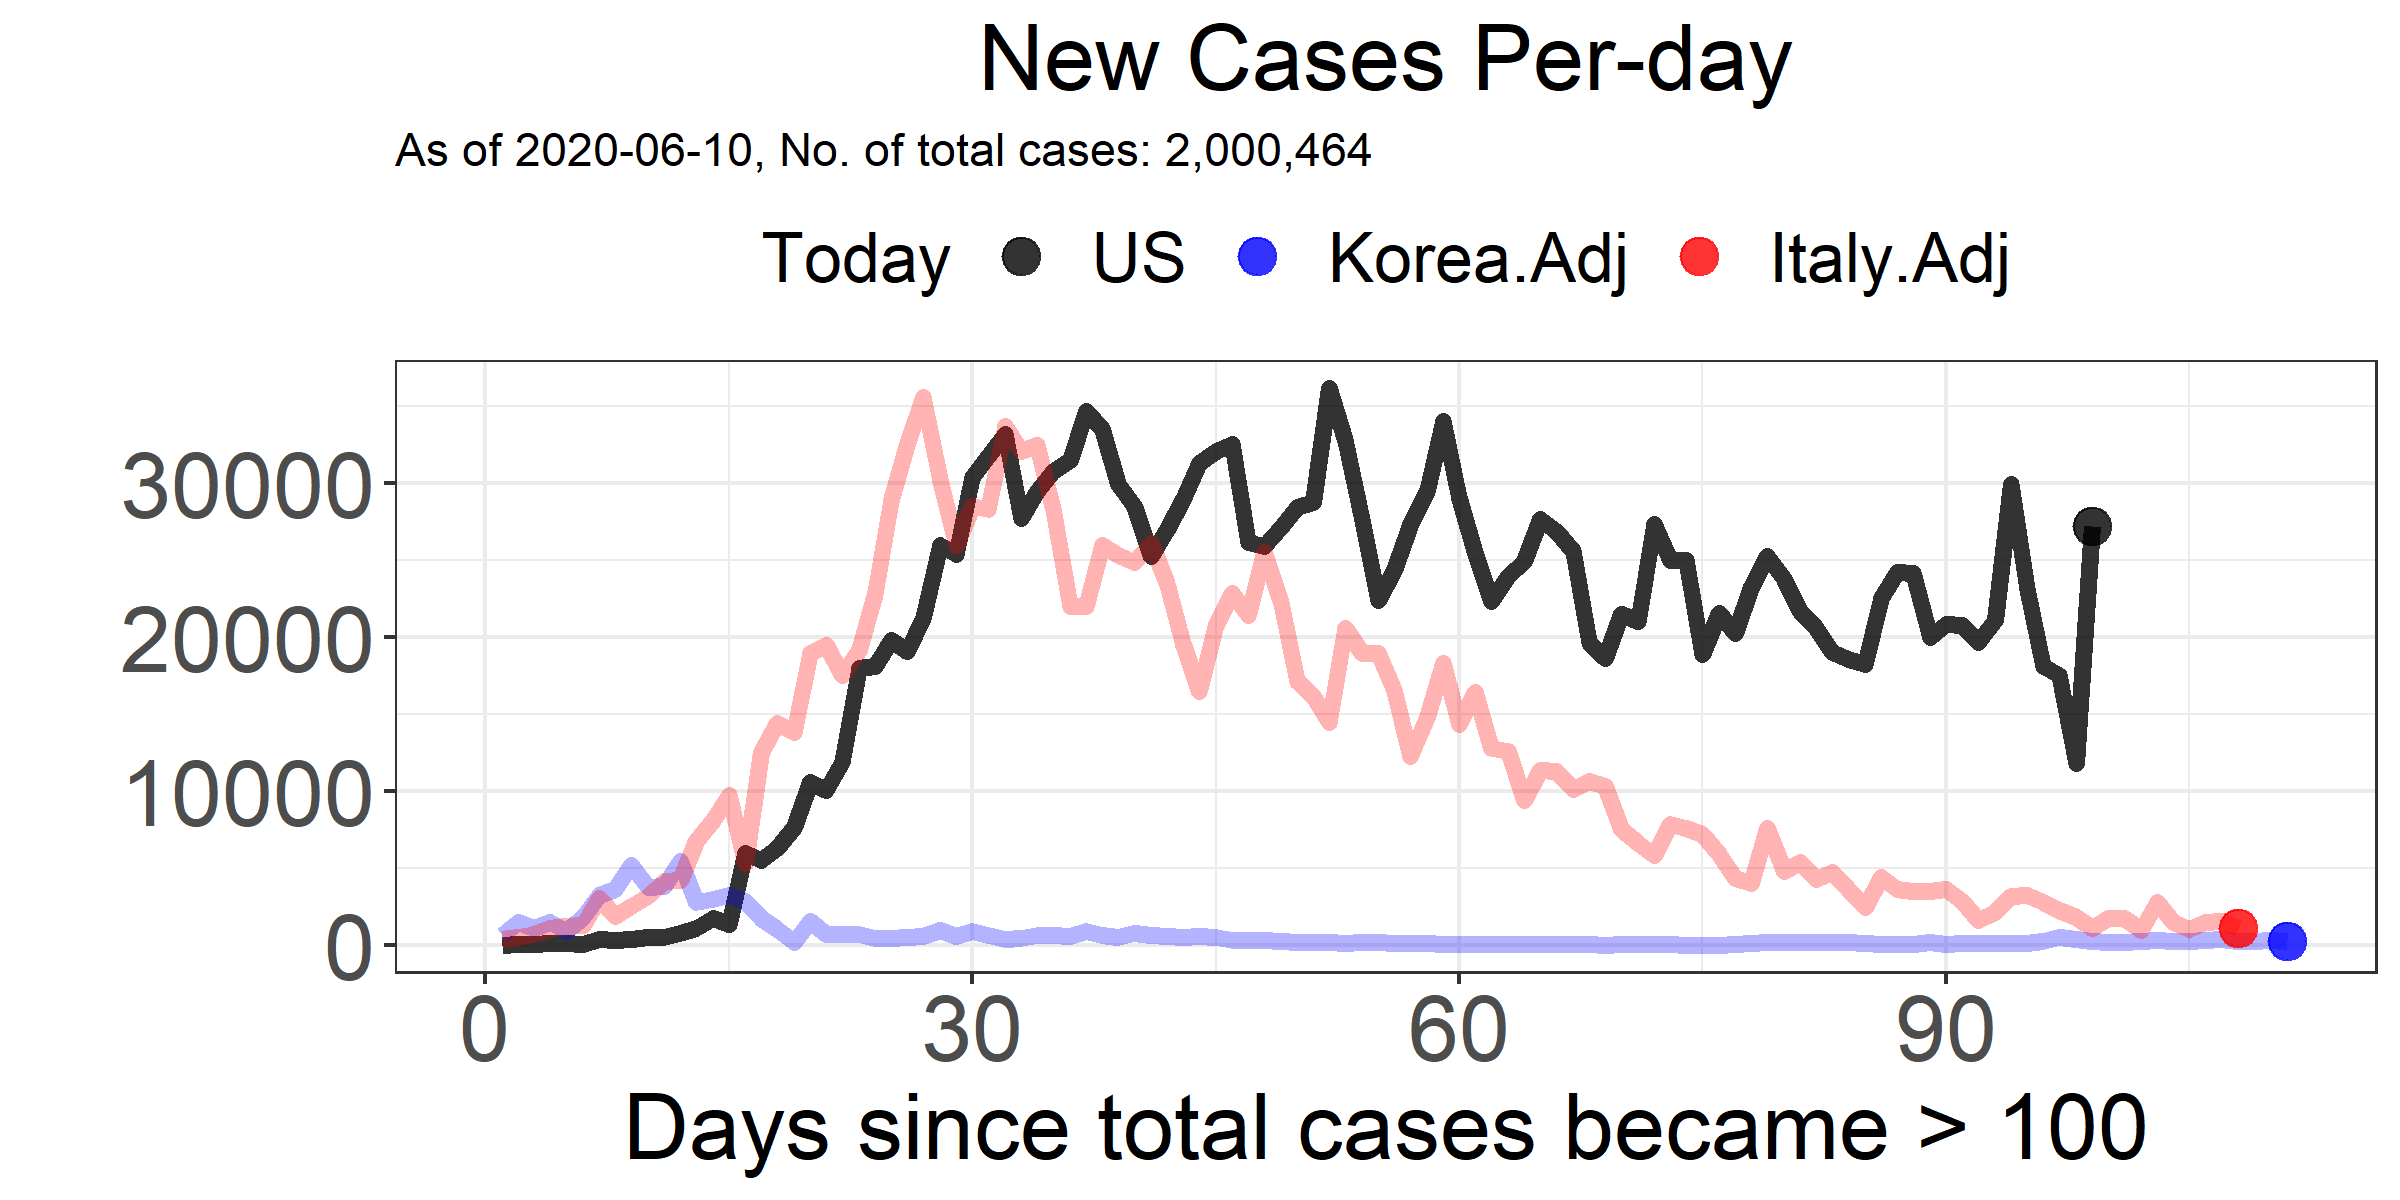 New Cases Per-day
As of 2020-06-10, No. of total cases: 2,000,464
Today US Korea.Adj Italy.Adj
30000
20000
10000
0
0 30 60 90
Days since total cases became > 100